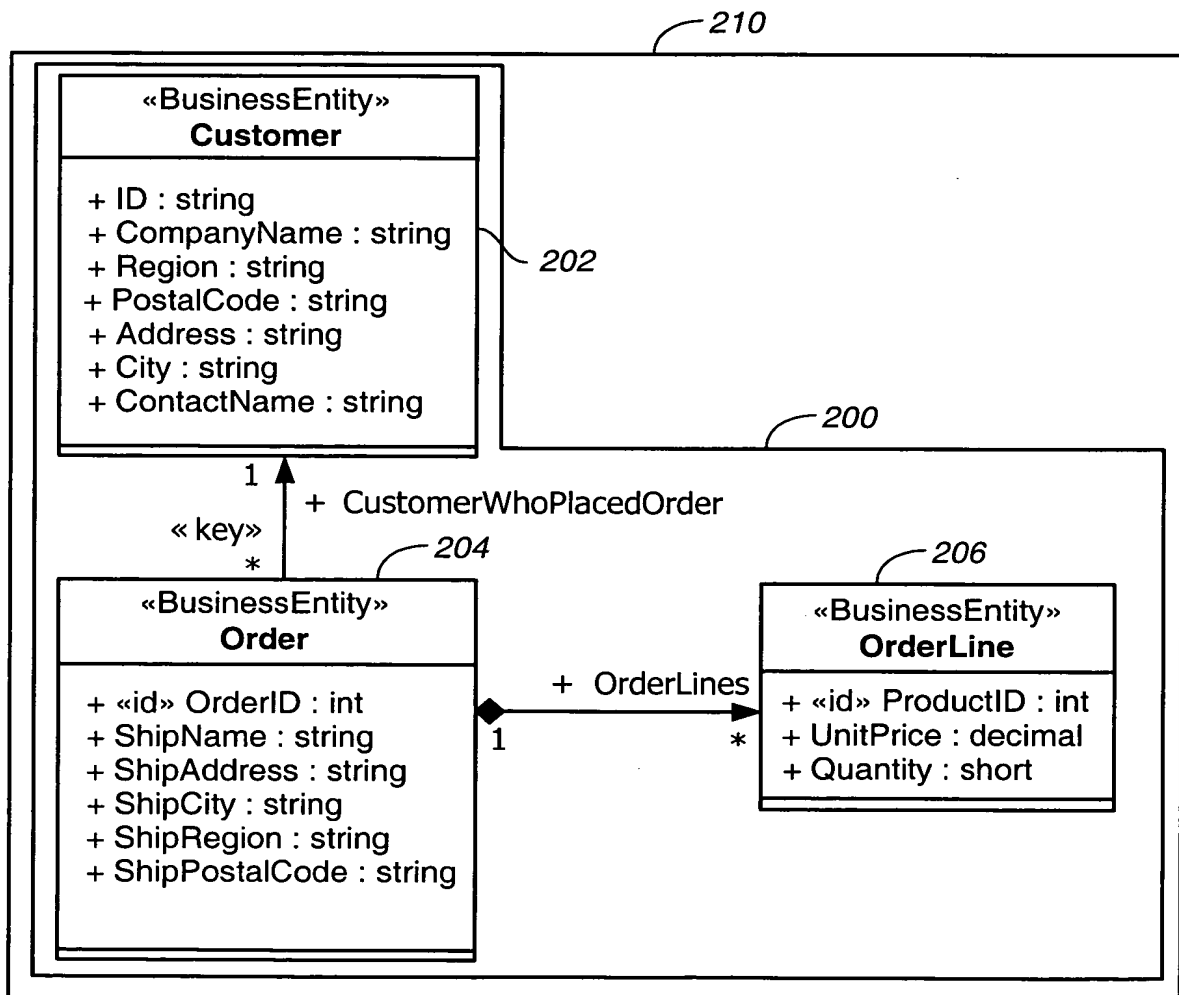 210
«BusinessEntity»
Customer
+ ID : string
+ CompanyName : string
+ Region : string
+ PostalCode : string
+ Address : string
+ City : string
+ ContactName : string
202
200
1
+ CustomerWhoPlacedOrder
«key»
*
204
206
«BusinessEntity»
Order
+ «id» OrderID : int
+ ShipName : string
+ ShipAddress : string
+ ShipCity : string
+ ShipRegion : string
+ ShipPostalCode : string
+ OrderLines
1
*
«BusinessEntity»
OrderLine
+ «id» ProductID : int
+ UnitPrice : decimal
+ Quantity : short